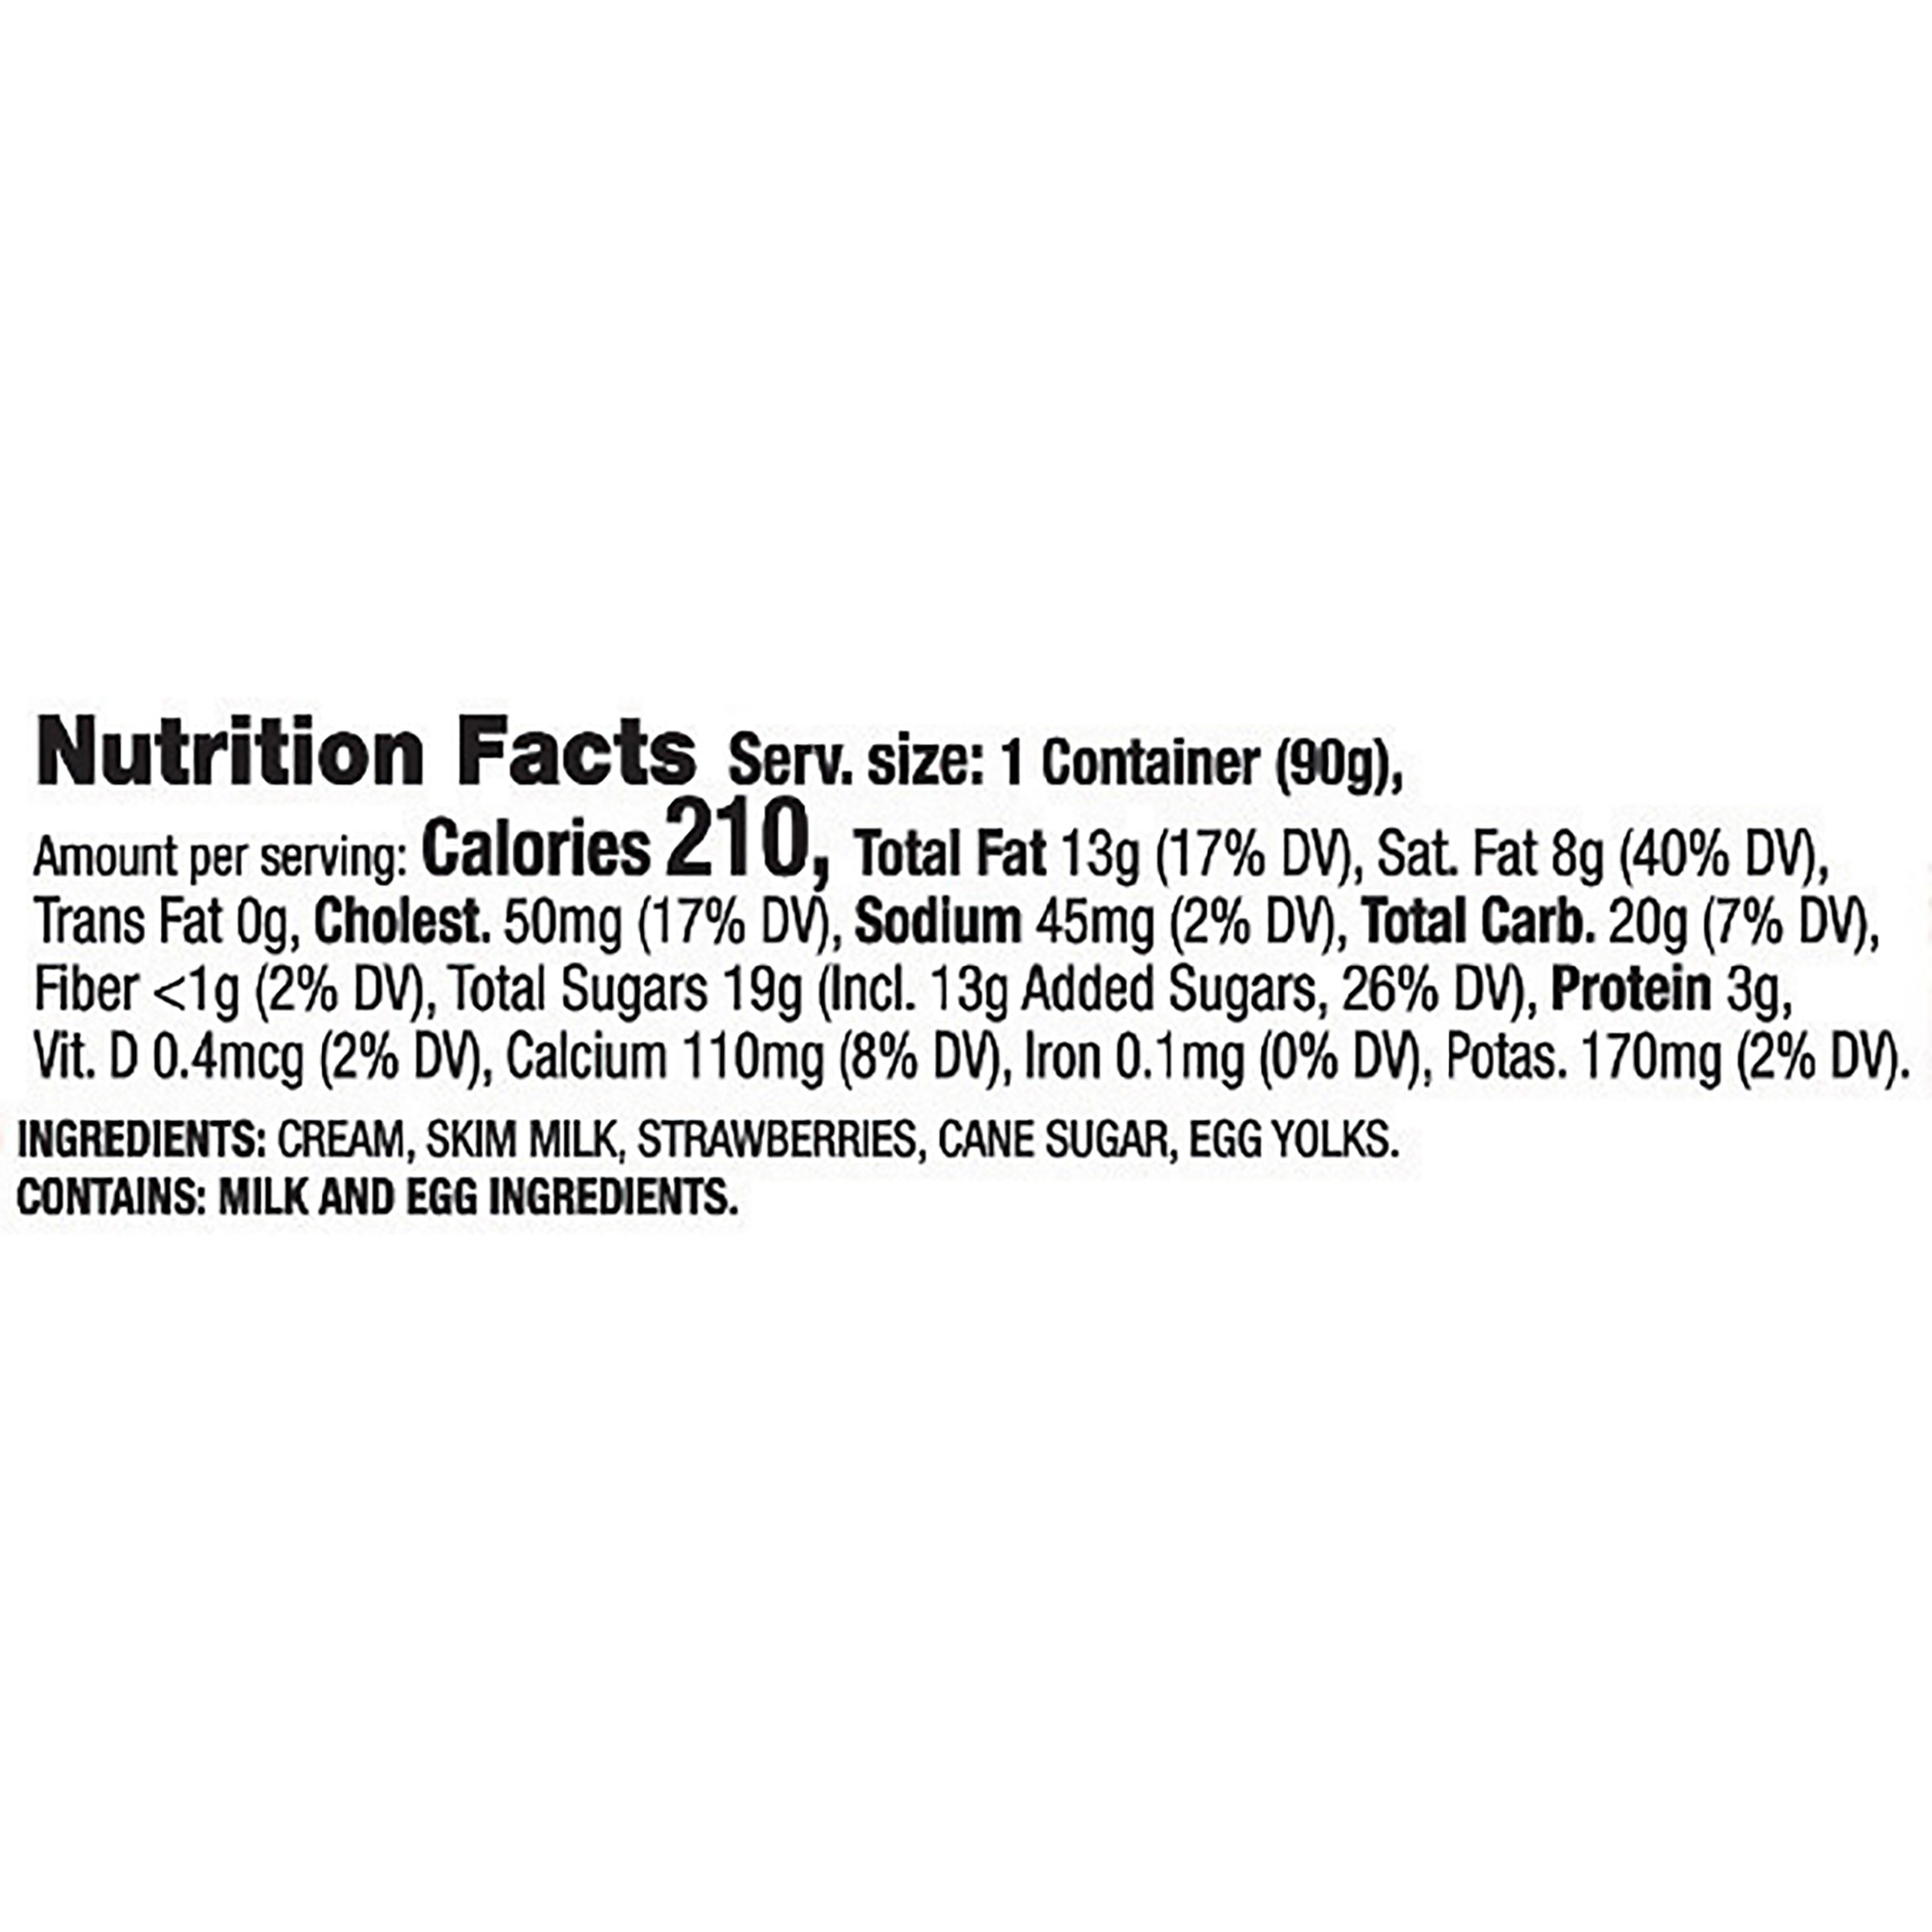 Nutrition Facts Serv. size: 1 Container (90g),
Amount per serving: Calories 210, Total Fat 13g (17% DV), Sat. Fat 8g (40% DV),
Trans Fat 0g, Cholest. 50mg (17% DV), Sodium 45mg (2% DV), Total Carb. 20g (7% DV),
Fiber <1g (2% DV), Total Sugars 19g (Incl. 13g Added Sugars, 26% DV), Protein 3g,
Vit. D 0.4mcg (2% DV), Calcium 110mg (8% DV), Iron 0.1mg (0% DV), Potas. 170mg (2% DV).
INGREDIENTS: CREAM, SKIM MILK, STRAWBERRIES, CANE SUGAR, EGG YOLKS.
CONTAINS: MILK AND EGG INGREDIENTS.